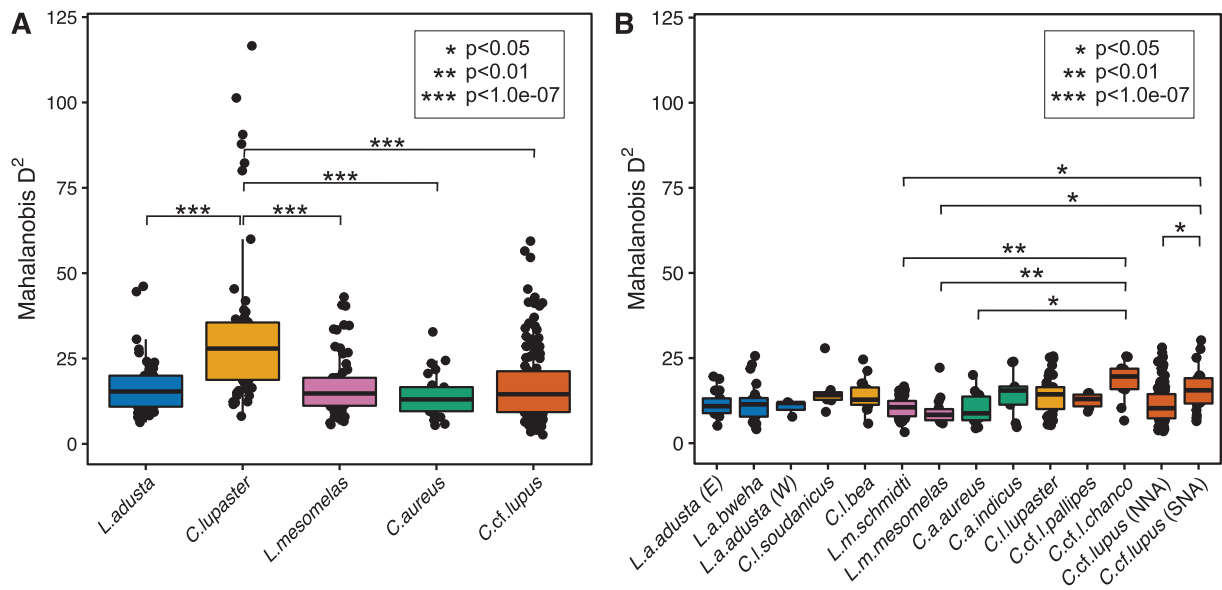 A
Mahalanobis D²
125
100
75
50
25
0
* p<0.05
** p<0.01
*** p<1.0e-07
***
***
*** ***
L.adusta
C.lupaster
L.mesomelas
C.aureus
C.cf.lupus
B
Mahalanobis D²
125
100
75
50
25
0
* p<0.05
** p<0.01
*** p<1.0e-07
*
*
*
**
**
*
L.a.adusta (E)
L.a.bweha
L.a.adusta (W)
C.l.soudanicus
C.l.bea
L.m.schmidti
L.m.mesomelas
C.a.aureus
C.a.indicus
C.l.lupaster
C.cf.l.pallipes
C.cf.l.chanco
C.cf.lupus (NNA)
C.cf.lupus (SNA)